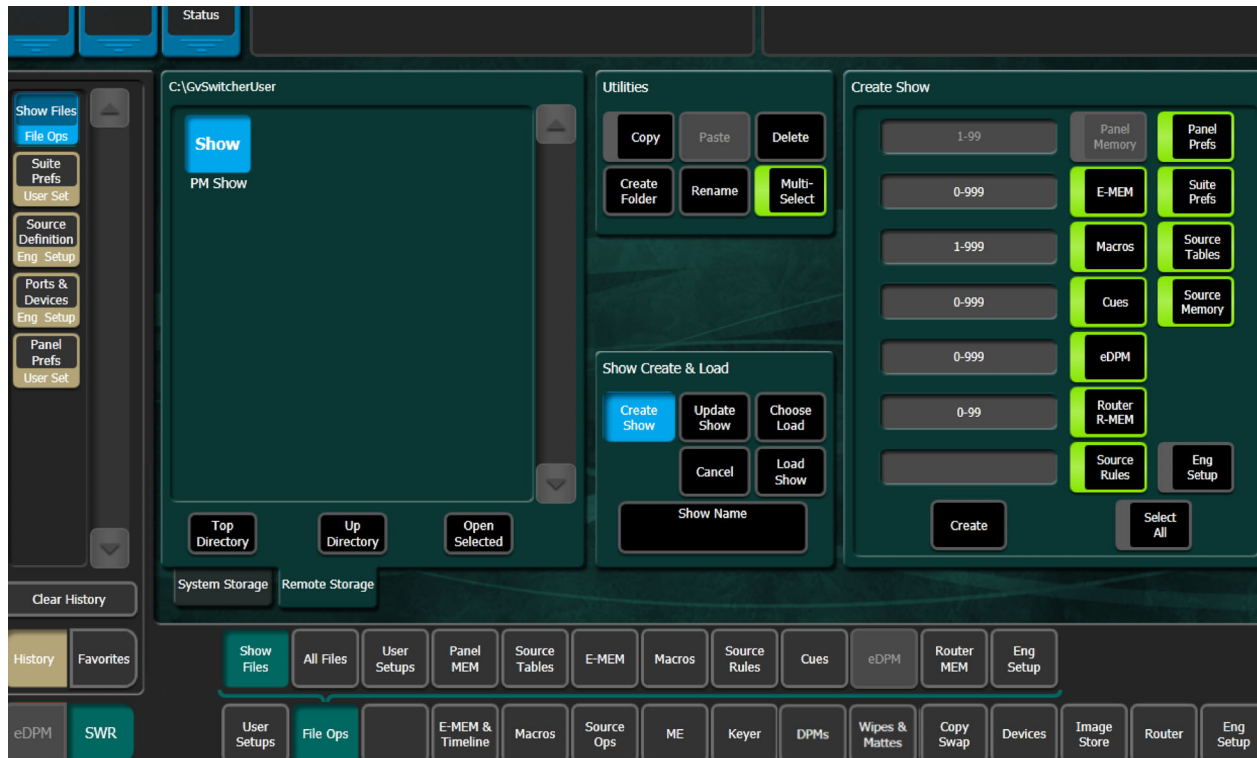 Status
Show Files
File Ops
Suite
Prefs
User Set
Source
Definition
Eng Setup
Ports &
Devices
Eng Setup
Panel
Prefs
User Set
Clear History
History
Favorites
eDPM
SWR
C:\GvSwitcherUser
Show
PM Show
Top
Directory
Up
Directory
Open
Selected
System Storage
Remote Storage
Utilities
Copy
Paste
Delete
Create
Folder
Rename
Multi-
Select
Show Create & Load
Create
Show
Update
Show
Choose
Load
Cancel
Load
Show
Show Name
Create Show
1-99
Panel
Memory
Panel
Prefs
0-999
E-MEM
Suite
Prefs
1-999
Macros
Source
Tables
0-999
Cues
Source
Memory
0-999
eDPM
0-99
Router
R-MEM
Source
Rules
Eng
Setup
Create
Select
All
Show
Files
All Files
User
Setups
Panel
MEM
Source
Tables
E-MEM
Macros
Source
Rules
Cues
eDPM
Router
MEM
Eng
Setup
User
Setups
File Ops
E-MEM &
Timeline
Macros
Source
Ops
ME
Keyer
DPMs
Wipes &
Mattes
Copy
Swap
Devices
Image
Store
Router
Eng
Setup